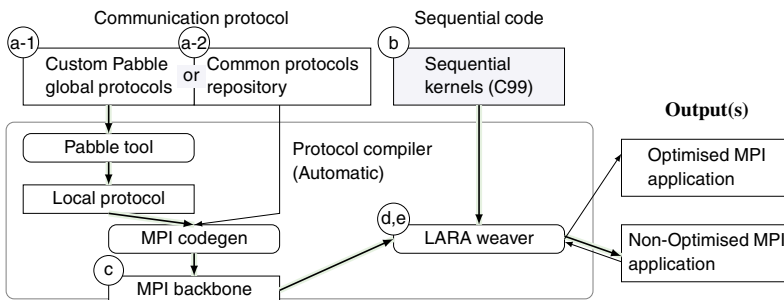 Communication protocol
Sequential code
a-1
a-2
b
Custom Pabble
global protocols
or
Common protocols
repository
Sequential
kernels (C99)
Output(s)
Pabble tool
Protocol compiler
(Automatic)
Optimised MPI
application
Local protocol
d,e
MPI codegen
LARA weaver
Non-Optimised MPI
application
c
MPI backbone